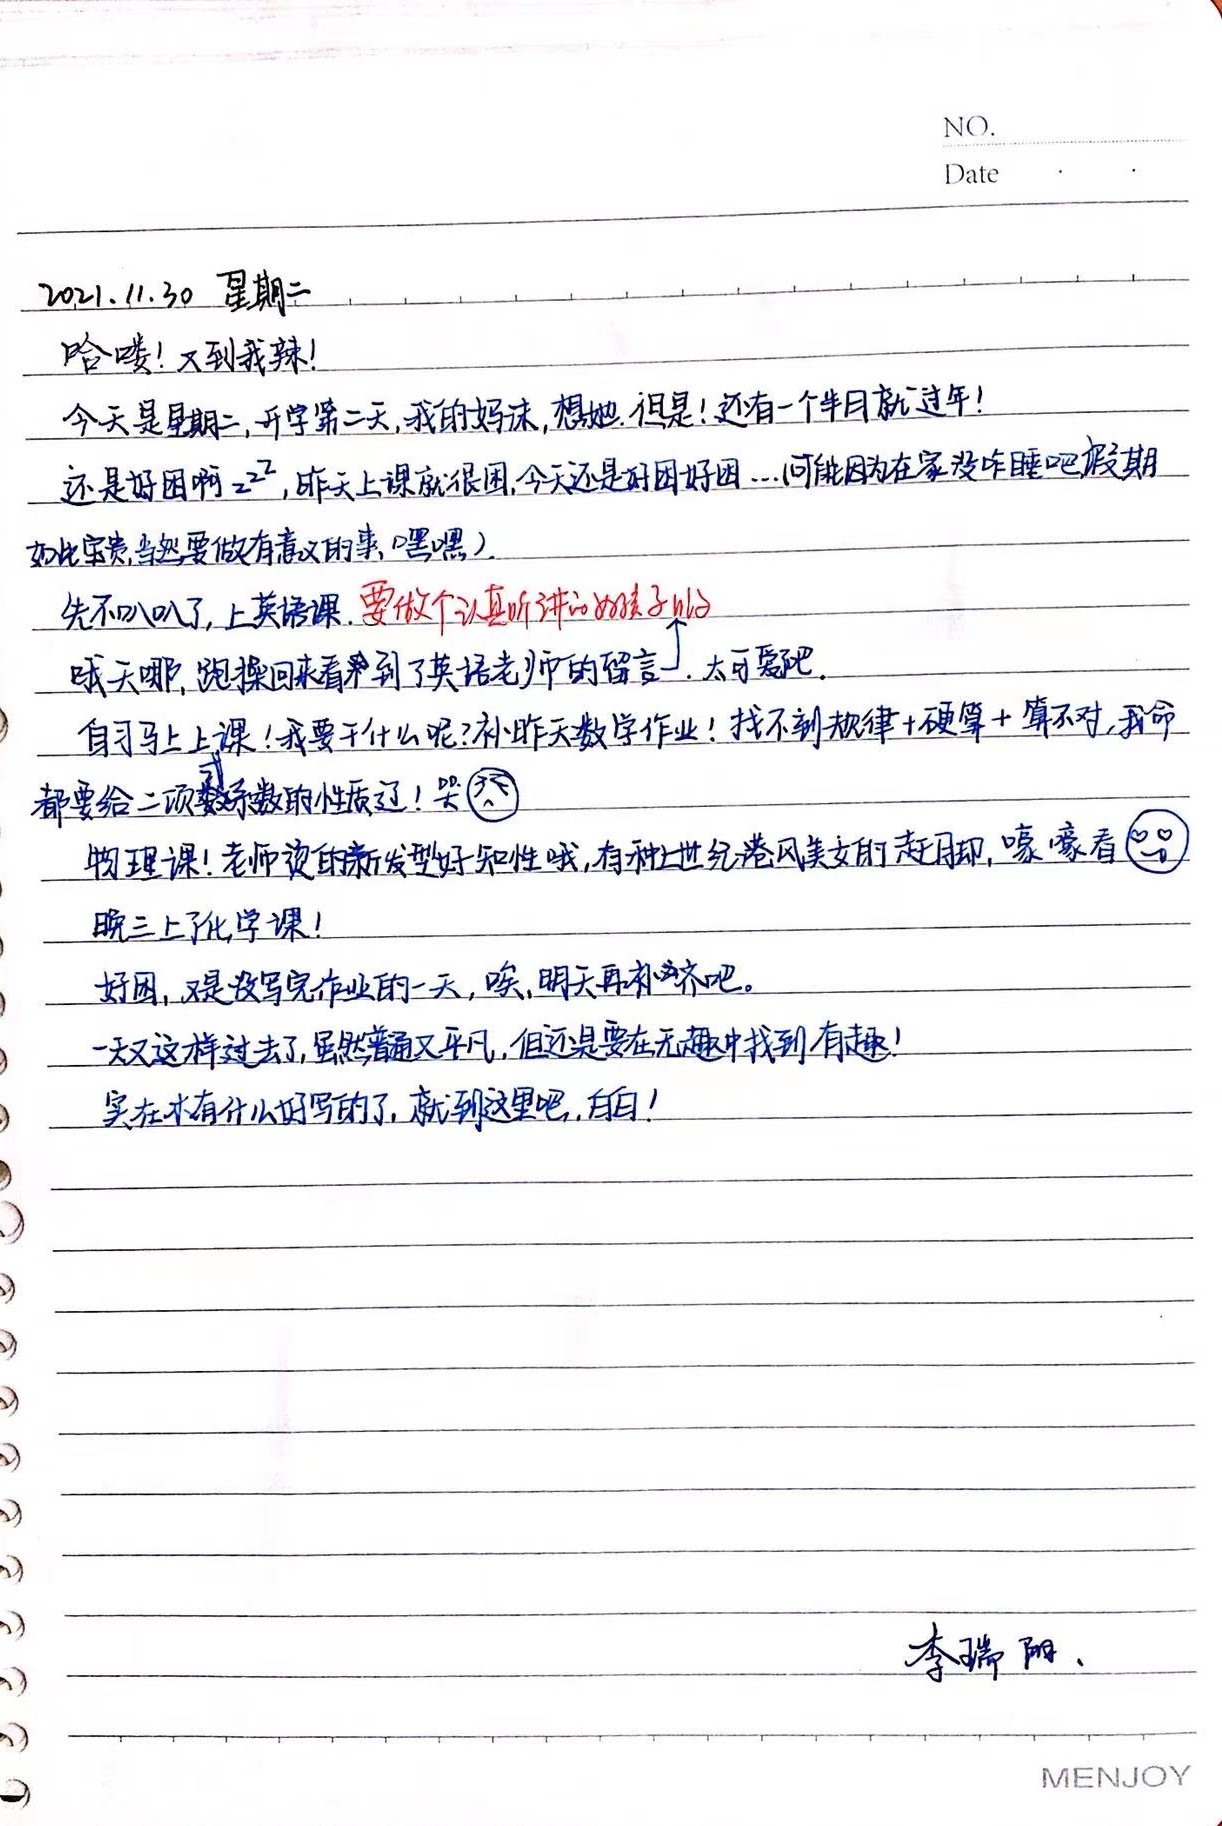 NO.
Date · ·
2021.11.30 星期二
哈喽！又到我辣！
今天是星期二,开学第二天,我的妈沫,想她.但是！还有一个半月就过年！
还是好困啊zzz,昨天上课就很困,今天还是好困好困…(可能因为在家没咋睡吧假期
如此宝贵,当然要做有意义的事,嘿嘿).
先不叭叭了,上英语课.要做个认真听讲的好孩子
哦天哪,跑操回来看到了英语老师的留言.太可爱吧.
自习马上上课！我要干什么呢?补昨天数学作业！找不到规律+硬算+算不对,我命
都要给二项式系数的性质辽！哭
物理课！老师烫的新发型好知性哦,有种上世纪港风美女的赶脚,嚎嚎看
晚三上了化学课！
好困,又是没写完作业的一天,唉,明天再补齐吧。
一天又这样过去了,虽然普通又平凡,但还是要在无趣中找到有趣！
实在木有什么好写的了,就到这里吧,白白！
李瑞阳.
MENJOY